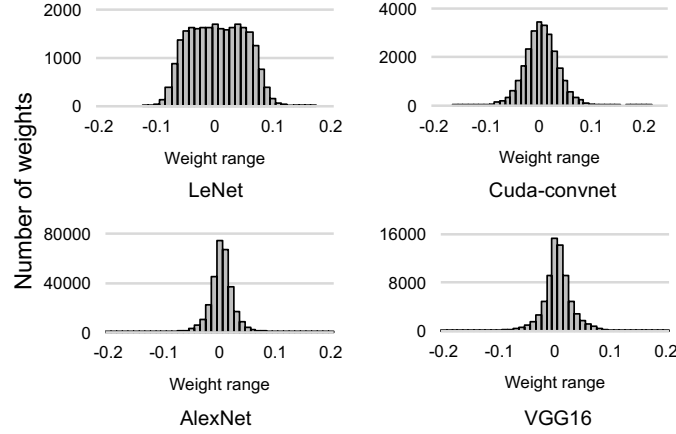 Number of weights
2000
1000
0
-0.2 -0.1 0 0.1 0.2
Weight range
LeNet
4000
2000
0
-0.2 -0.1 0 0.1 0.2
Weight range
Cuda-convnet
80000
40000
0
-0.2 -0.1 0 0.1 0.2
Weight range
AlexNet
16000
8000
0
-0.2 -0.1 0 0.1 0.2
Weight range
VGG16